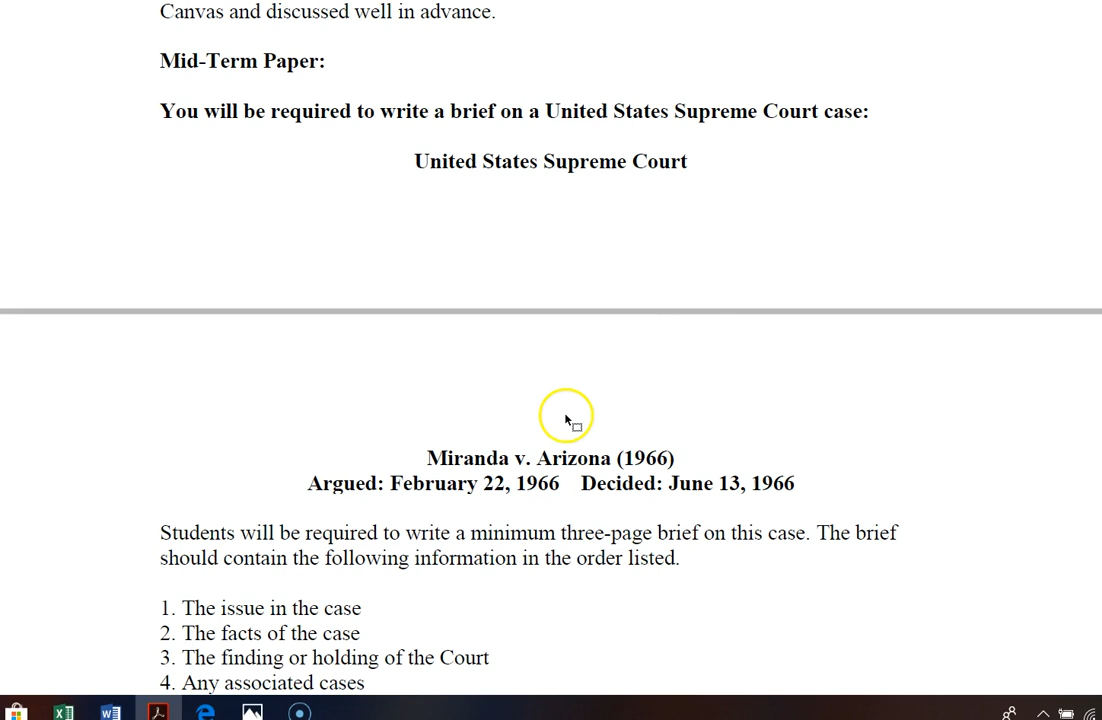 Canvas and discussed well in advance.
Mid-Term Paper:
You will be required to write a brief on a United States Supreme Court case:
United States Supreme Court
Miranda v. Arizona (1966)
Argued: February 22, 1966 Decided: June 13, 1966
Students will be required to write a minimum three-page brief on this case. The brief
should contain the following information in the order listed.
1. The issue in the case
2. The facts of the case
3. The finding or holding of the Court
4. Any associated cases